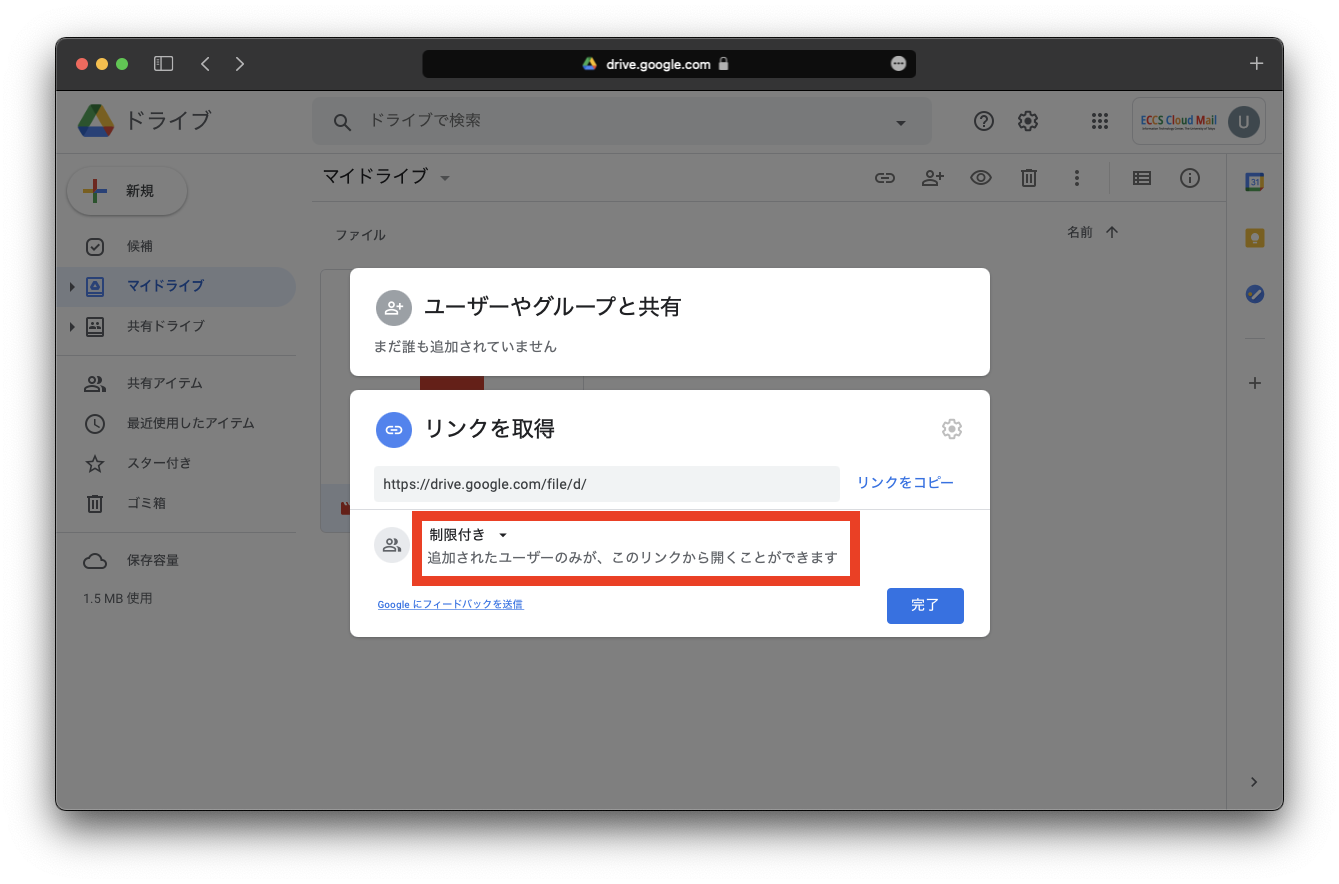 drive.google.com
ドライブ
ドライブで検索
ECCS Cloud Mail
Information Technology Center, The University of Tokyo
U
新規
マイドライブ
31
候補
ファイル
名前
マイドライブ
共有ドライブ
共有アイテム
最近使用したアイテム
スター付き
ゴミ箱
保存容量
1.5 MB 使用
ユーザーやグループと共有
まだ誰も追加されていません
リンクを取得
https://drive.google.com/file/d/
リンクをコピー
制限付き
追加されたユーザーのみが、このリンクから開くことができます
Google にフィードバックを送信
完了